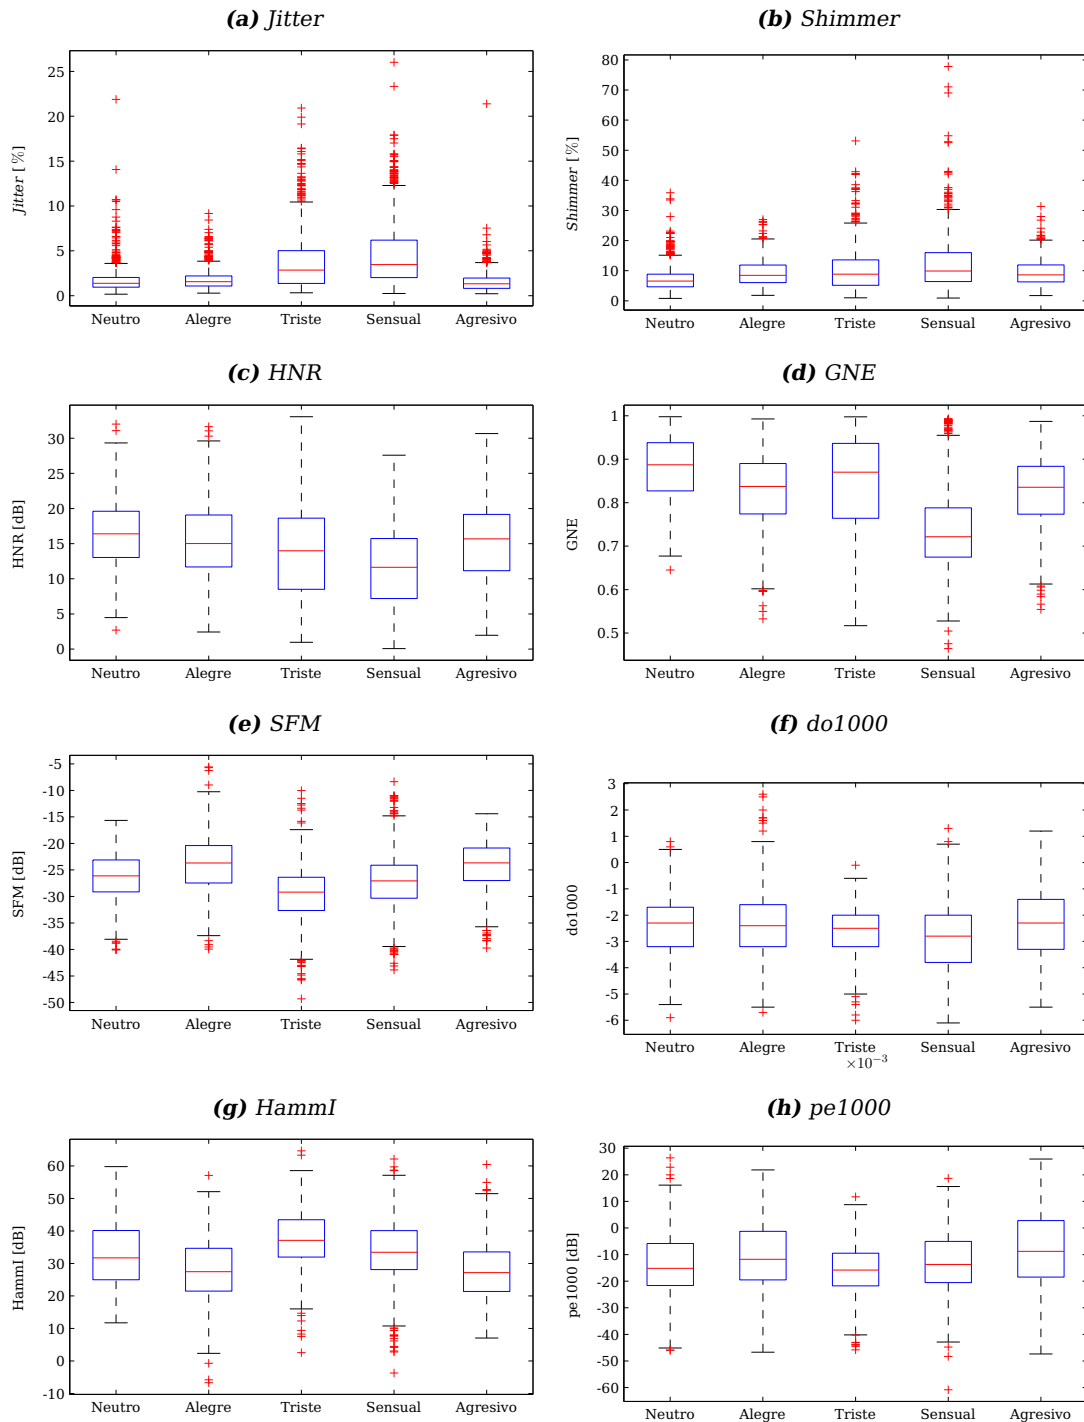 (a) Jitter
(b) Shimmer
25
20
15
10
5
0
Jitter [%]
Neutro Alegre Triste Sensual Agresivo
80
70
60
50
40
30
20
10
0
Shimmer [%]
Neutro Alegre Triste Sensual Agresivo
(c) HNR
(d) GNE
30
25
20
15
10
5
0
HNR [dB]
Neutro Alegre Triste Sensual Agresivo
1
0.9
0.8
0.7
0.6
0.5
GNE
Neutro Alegre Triste Sensual Agresivo
(e) SFM
(f) do1000
-5
-10
-15
-20
-25
-30
-35
-40
-45
-50
SFM [dB]
Neutro Alegre Triste Sensual Agresivo
3
2
1
0
-1
-2
-3
-4
-5
-6
do1000
Neutro Alegre Triste Sensual Agresivo
×10−3
(g) HammI
(h) pe1000
60
50
40
30
20
10
0
-10
HammI [dB]
Neutro Alegre Triste Sensual Agresivo
30
20
10
0
-10
-20
-30
-40
-50
-60
pe1000 [dB]
Neutro Alegre Triste Sensual Agresivo